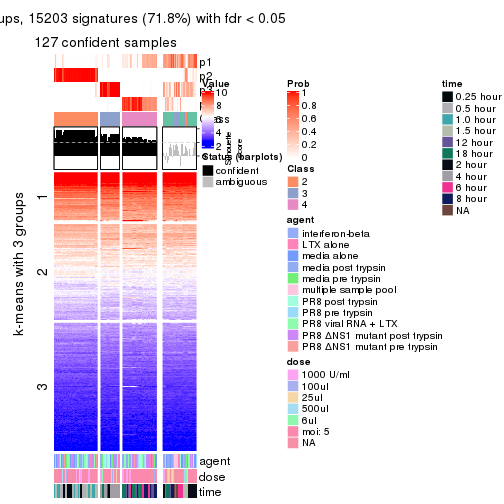 ups, 15203 signatures (71.8%) with fdr < 0.05
127 confident samples
p1
p2
Value
10
8
4
2
Silhouette
score
Status (barplots)
confident
ambiguous
k-means with 3 groups
1
2
3
agent
dose
time
Prob
1
0.8
0.6
0.4
0.2
0
Class
2
3
4
agent
interferon-beta
LTX alone
media alone
media post trypsin
media pre trypsin
multiple sample pool
PR8 post trypsin
PR8 pre trypsin
PR8 viral RNA + LTX
PR8 ΔNS1 mutant post trypsin
PR8 ΔNS1 mutant pre trypsin
dose
1000 U/ml
100ul
25ul
500ul
6ul
moi: 5
NA
time
0.25 hour
0.5 hour
1.0 hour
1.5 hour
12 hour
18 hour
2 hour
4 hour
6 hour
8 hour
NA